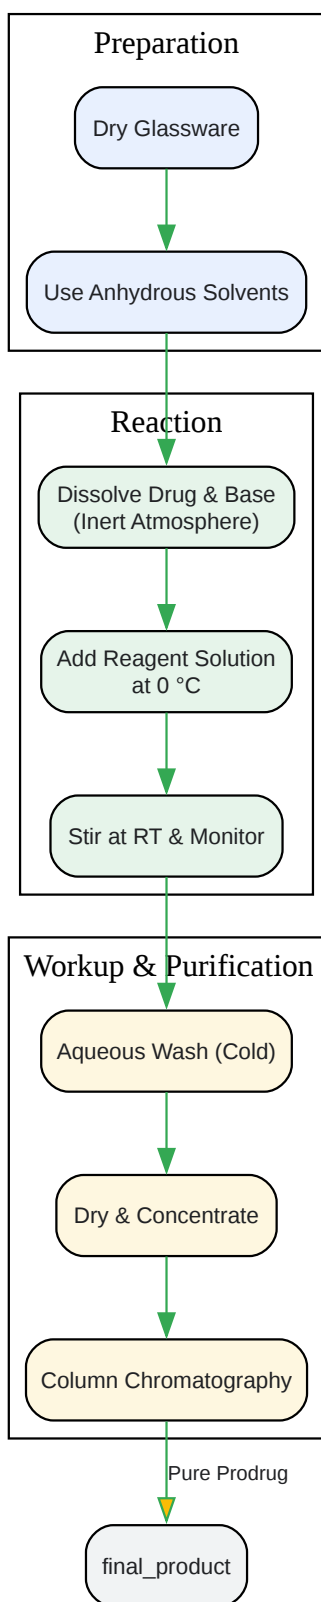 Preparation
Dry Glassware
Use Anhydrous Solvents
Reaction
Dissolve Drug & Base
(Inert Atmosphere)
Add Reagent Solution
at 0 °C
Stir at RT & Monitor
Workup & Purification
Aqueous Wash (Cold)
Dry & Concentrate
Column Chromatography
Pure Prodrug
final_product